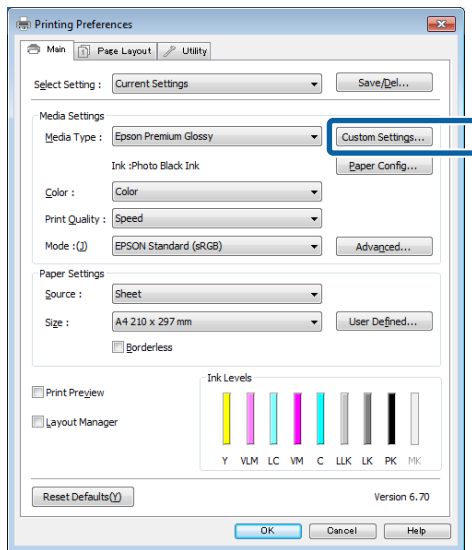 Printing Preferences
Main Page Layout Utility
Select Setting : Current Settings Save/Del...
Media Settings
Media Type : Epson Premium Glossy Custom Settings...
Ink :Photo Black Ink Paper Config...
Color : Color
Print Quality : Speed
Mode :(J) EPSON Standard (sRGB) Advanced...
Paper Settings
Source : Sheet
Size : A4 210 x 297 mm User Defined...
Borderless
Ink Levels
Print Preview
Layout Manager
Y VLM LC VM C LLK LK PK MK
Reset Defaults(Y) Version 6.70
OK Cancel Help